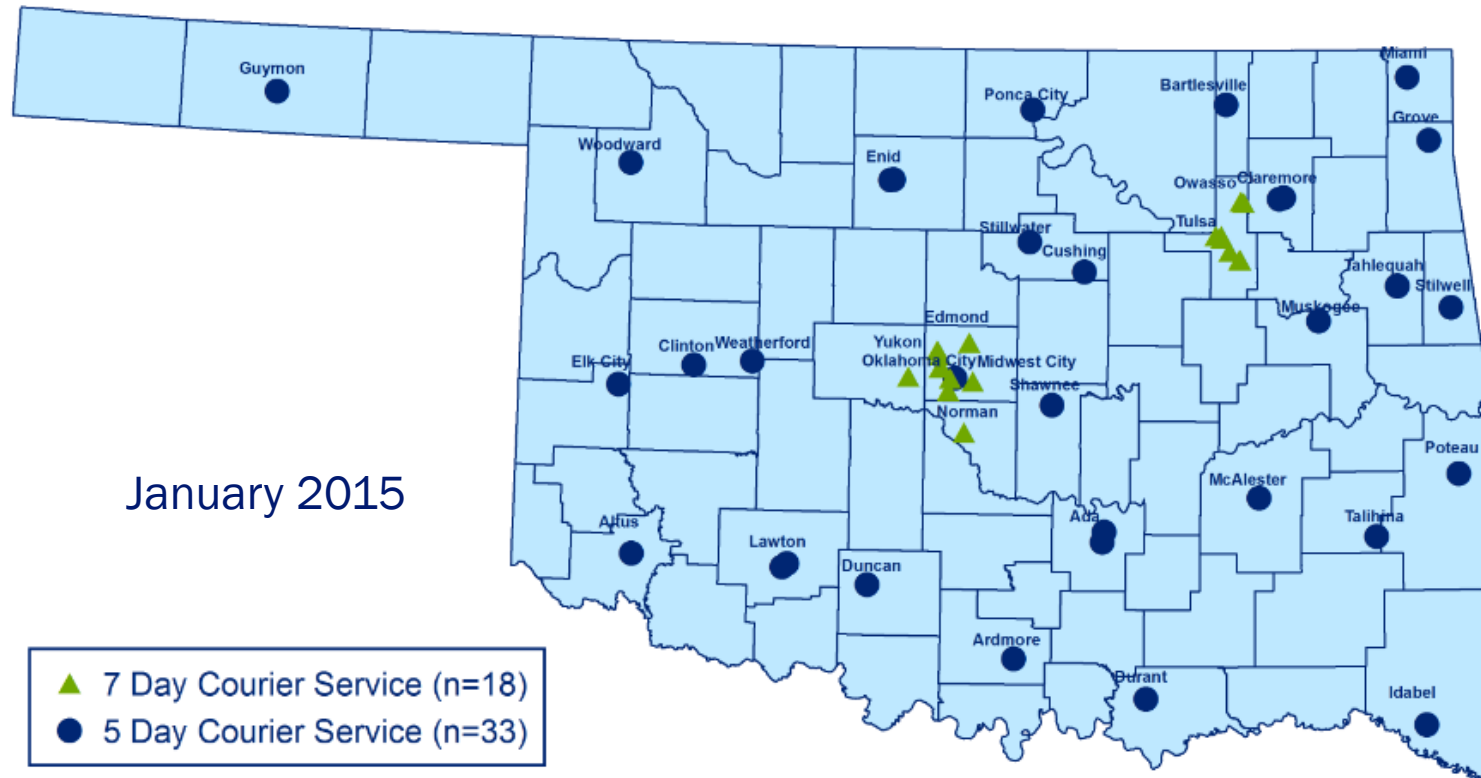 Guymon
Miami
Bartlesville
Ponca City
Grove
Woodward
Enid
Owasso
Claremore
Tulsa
Stillwater
Cushing
Tahlequah
Stilwell
Muskogee
Edmond
Yukon
Weatherford
Clinton
Oklahoma City
Midwest City
Elk City
Shawnee
Norman
Poteau
January 2015
McAlester
Talihina
Altus
Ada
Lawton
Duncan
Ardmore
Durant
Idabel
7 Day Courier Service (n=18)
5 Day Courier Service (n=33)